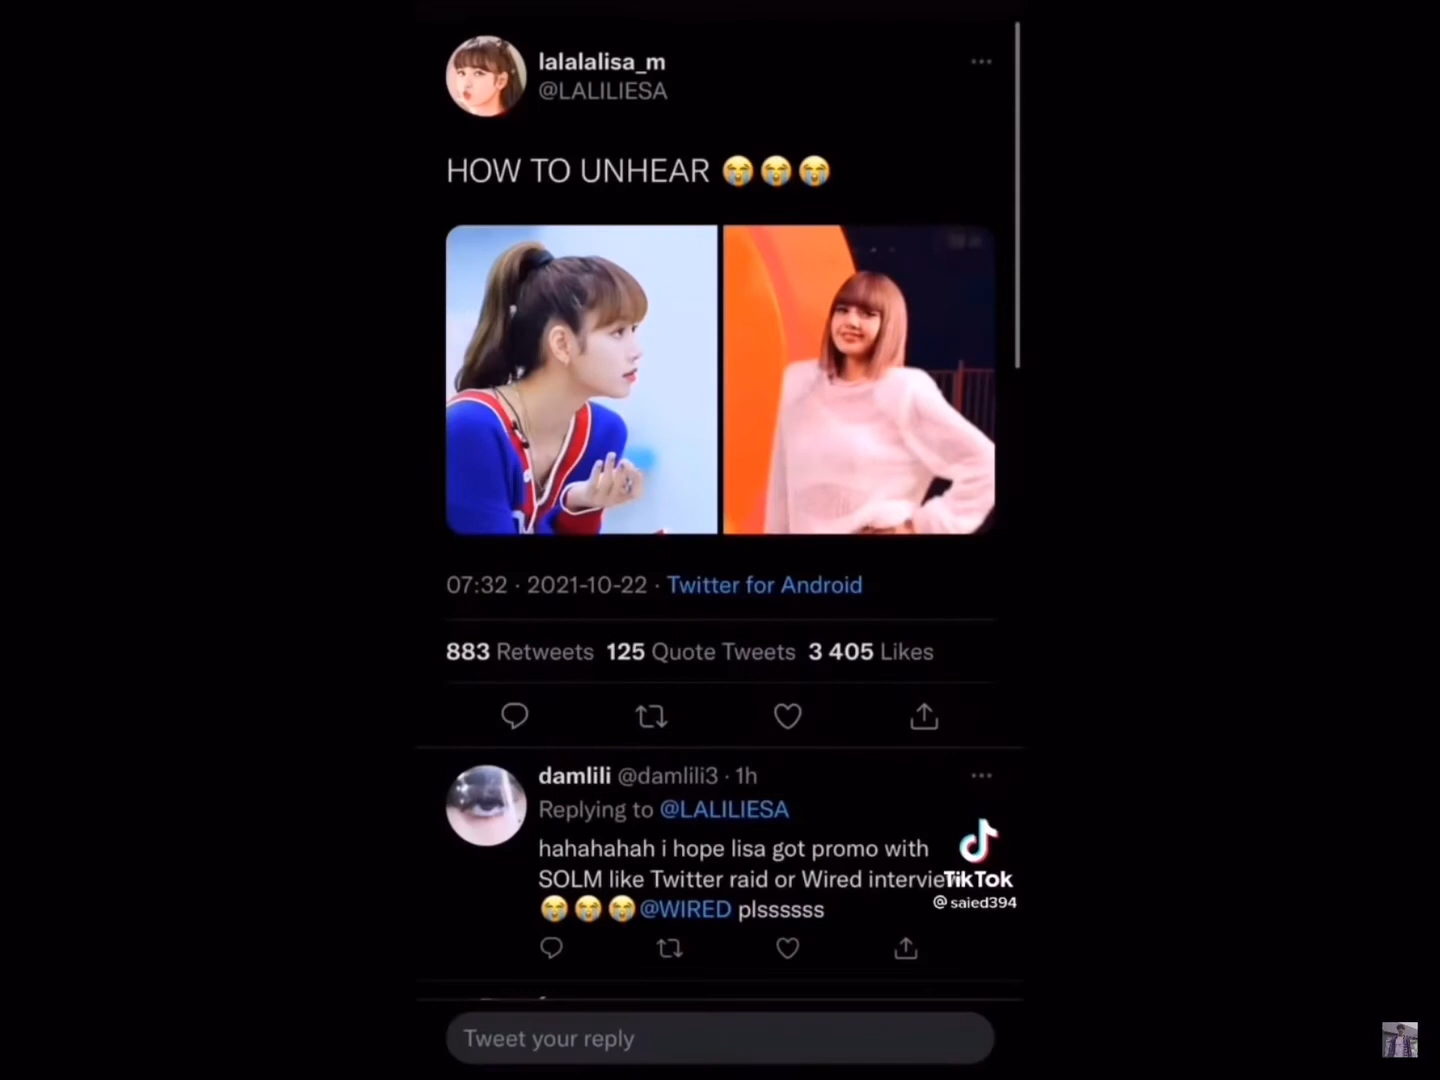 lalalalisa_m
@LALILIESA
HOW TO UNHEAR 😭😭😭
07:32 · 2021-10-22 · Twitter for Android
883 Retweets 125 Quote Tweets 3 405 Likes
damlili @damlili3 · 1h
Replying to @LALILIESA
hahahahah i hope lisa got promo with
SOLM like Twitter raid or Wired interview
😭😭😭@WIRED plssssss
TikTok
@saied394
Tweet your reply